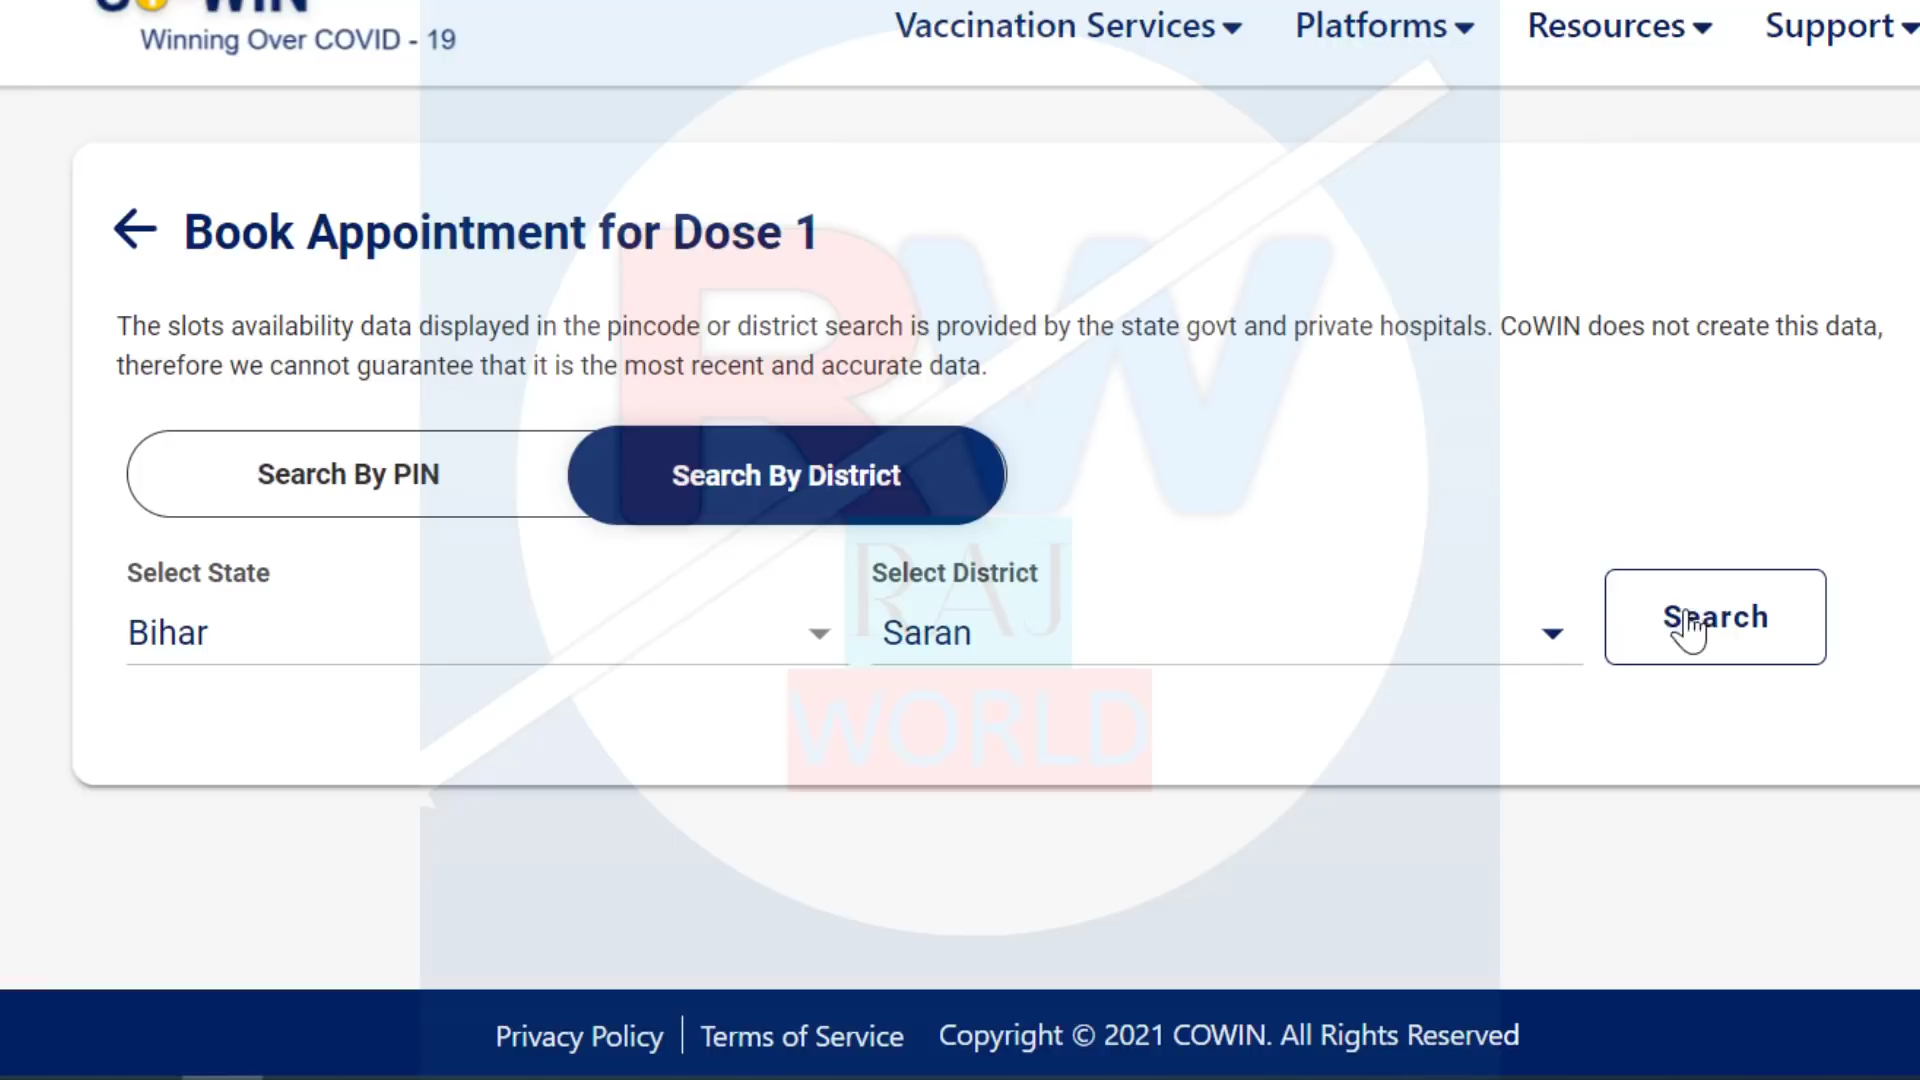 Co-WIN
Winning Over COVID - 19
Vaccination Services Platforms Resources Support
Book Appointment for Dose 1
The slots availability data displayed in the pincode or district search is provided by the state govt and private hospitals. CoWIN does not create this data,
therefore we cannot guarantee that it is the most recent and accurate data.
Search By PIN Search By District
Select State Select District
Bihar Saran Search
RW
RAJ
WORLD
Privacy Policy Terms of Service Copyright © 2021 COWIN. All Rights Reserved